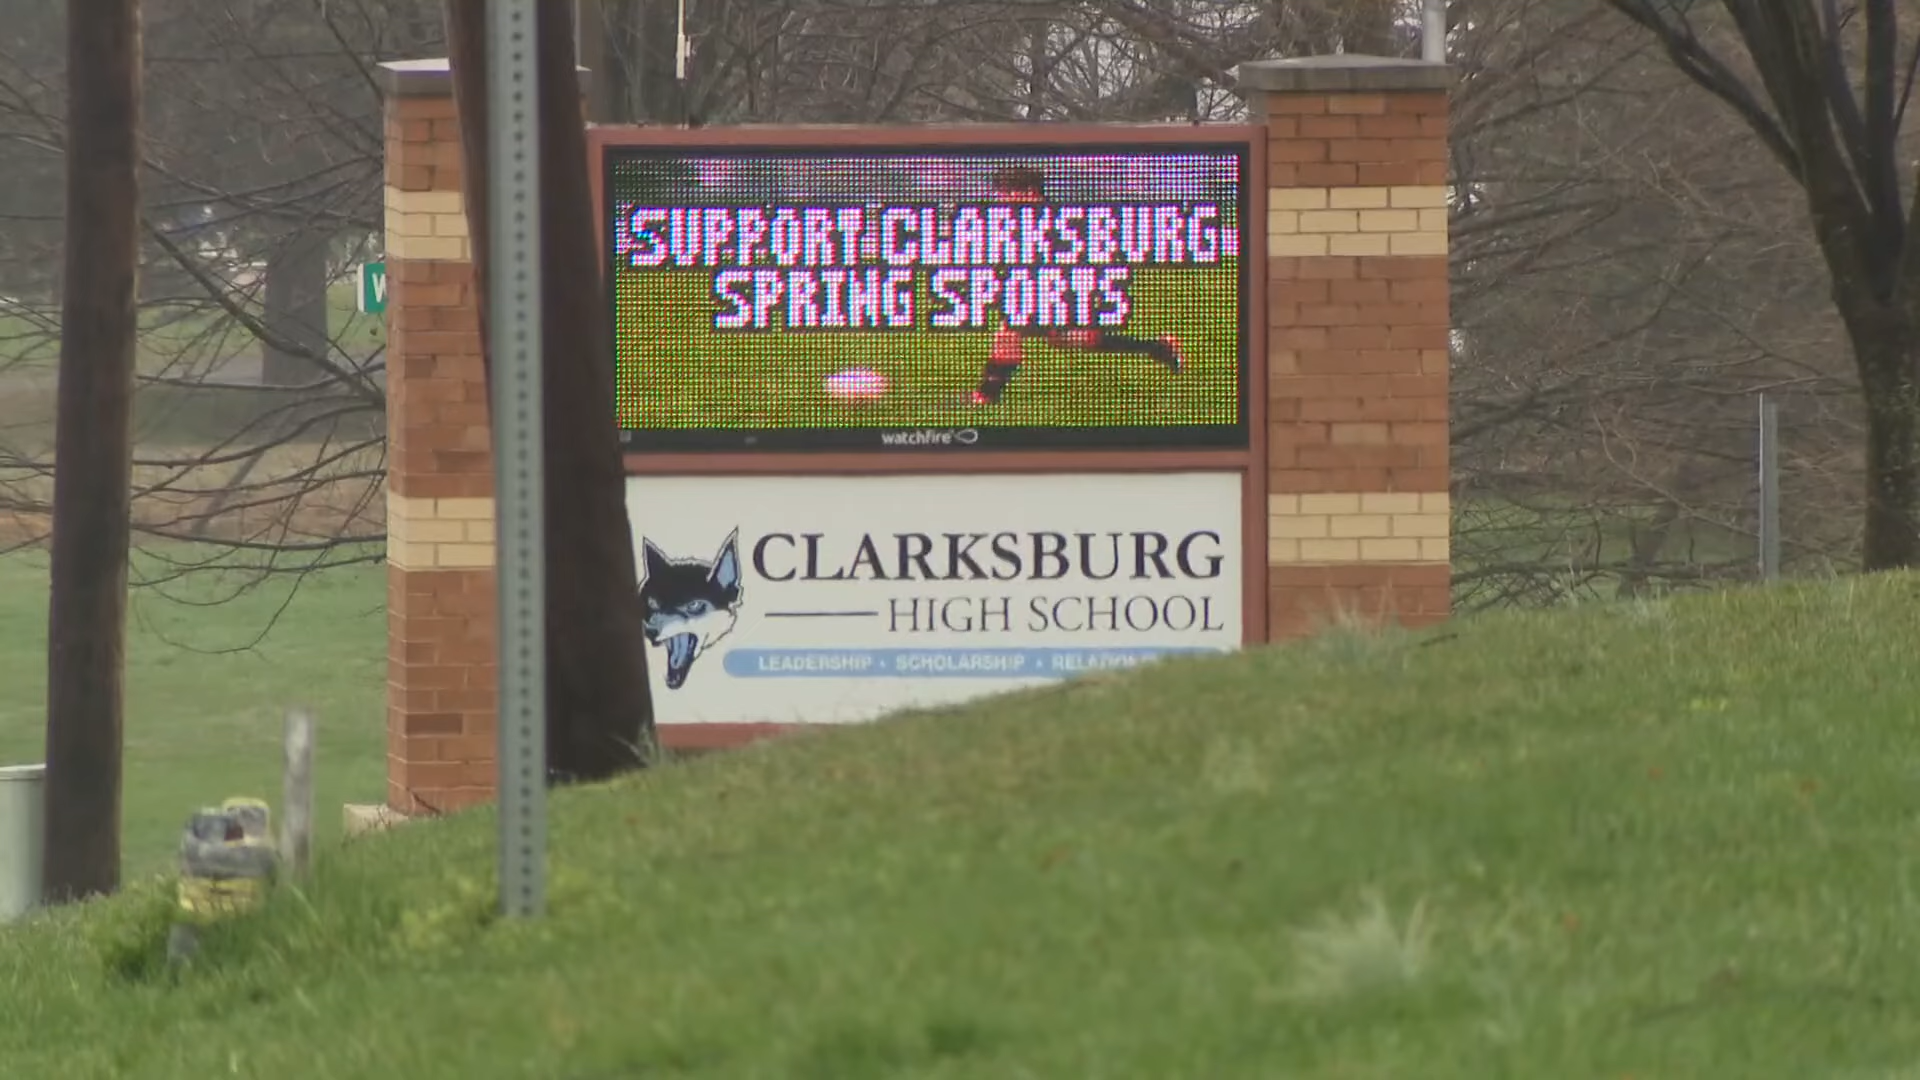 W
SUPPORT CLARKSBURG
SPRING SPORTS
watchfire
CLARKSBURG
HIGH SCHOOL
LEADERSHIP • SCHOLARSHIP •